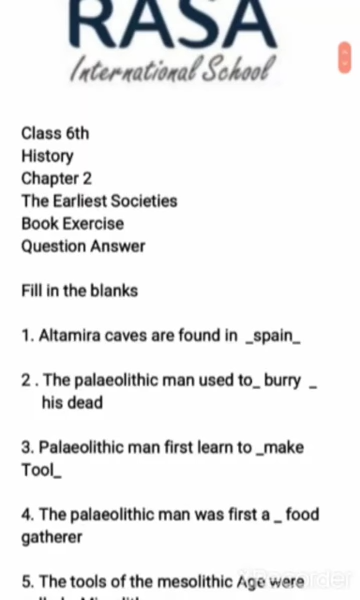 RASA
International School
Class 6th
History
Chapter 2
The Earliest Societies
Book Exercise
Question Answer
Fill in the blanks
1. Altamira caves are found in _spain_
2 . The palaeolithic man used to_ burry _
his dead
3. Palaeolithic man first learn to _make
Tool_
4. The palaeolithic man was first a _ food
gatherer
5. The tools of the mesolithic Age were